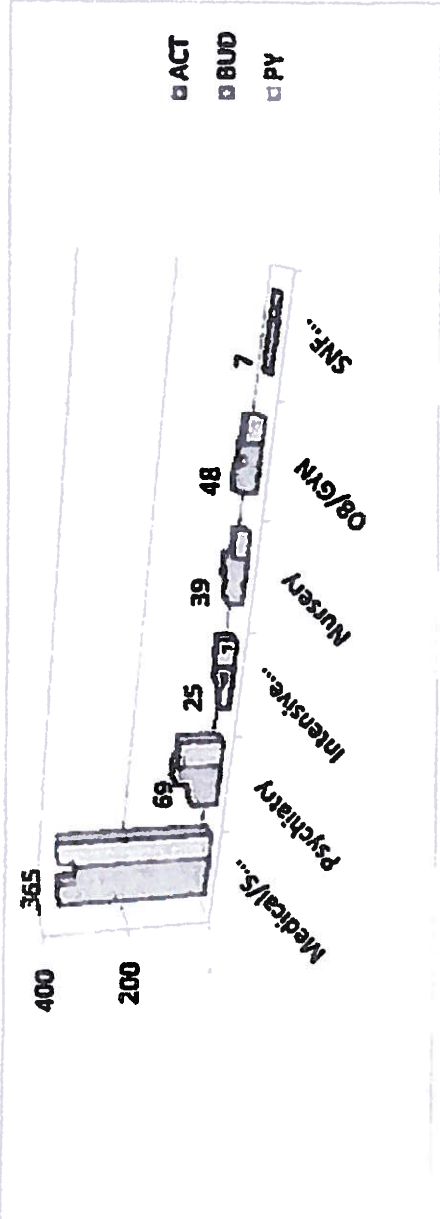 400
200
365
69
25
39
48
7
Medical/S...
Psychiatry
Intensive...
Nursery
OB/GYN
SNF...
ACT
BUD
PY